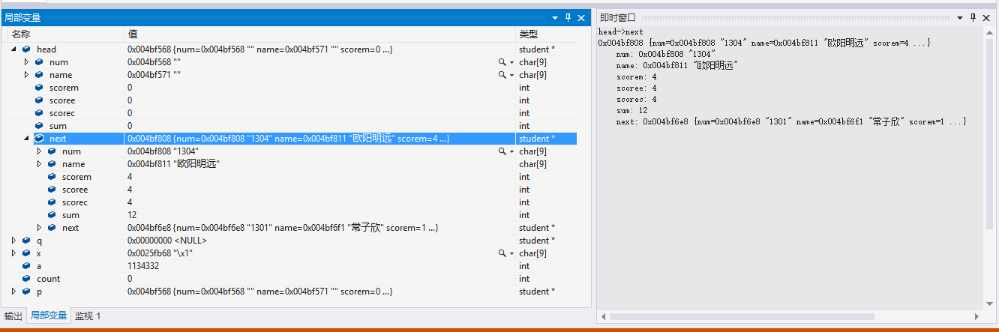 局部变量
名称 值 类型
head 0x004bf568 {num=0x004bf568 "" name=0x004bf571 "" scorem=0 ...} student *
num 0x004bf568 "" char[9]
name 0x004bf571 "" char[9]
scorem 0 int
scoree 0 int
scorec 0 int
sum 0 int
next 0x004bf808 {num=0x004bf808 "1304" name=0x004bf811 "欧阳明远" scorem=4 ...} student *
num 0x004bf808 "1304" char[9]
name 0x004bf811 "欧阳明远" char[9]
scorem 4 int
scoree 4 int
scorec 4 int
sum 12 int
next 0x004bf6e8 {num=0x004bf6e8 "1301" name=0x004bf6f1 "常子欣" scorem=1 ...} student *
q 0x00000000 <NULL> student *
x 0x0025fb68 "\x1" char[9]
a 1134332 int
count 0 int
p 0x004bf568 {num=0x004bf568 "" name=0x004bf571 "" scorem=0 ...} student *
输出 局部变量 监视 1
即时窗口
head->next
0x004bf808 {num=0x004bf808 "1304" name=0x004bf811 "欧阳明远" scorem=4 ...}
num: 0x004bf808 "1304"
name: 0x004bf811 "欧阳明远"
scorem: 4
scoree: 4
scorec: 4
sum: 12
next: 0x004bf6e8 {num=0x004bf6e8 "1301" name=0x004bf6f1 "常子欣" scorem=1 ...}